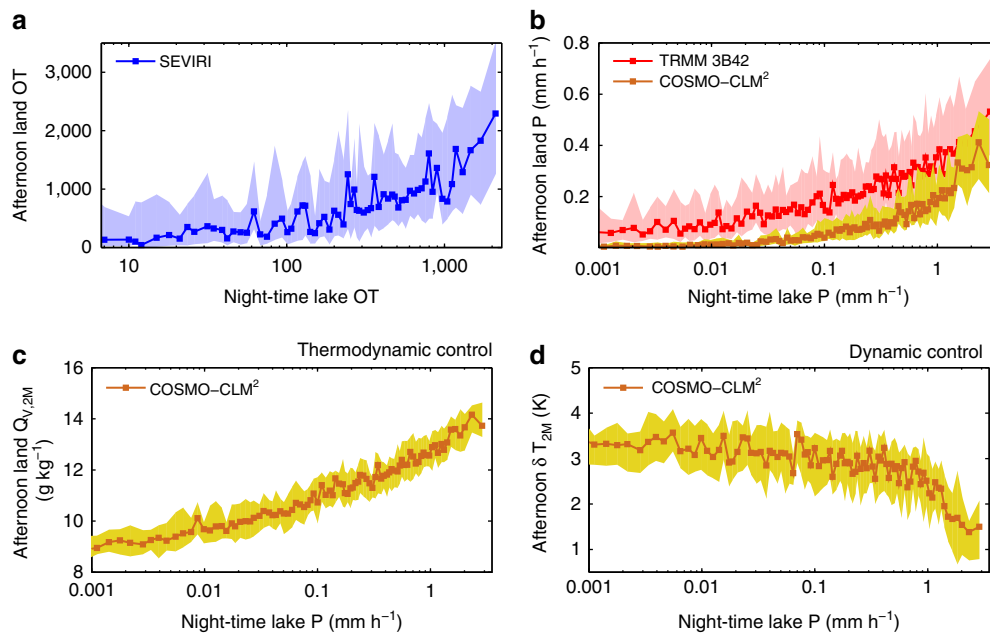 a
SEVIRI
3,000
2,000
1,000
0
Afternoon land OT
10
100
1,000
Night-time lake OT
b
TRMM 3B42
COSMO–CLM²
0.8
0.6
0.4
0.2
Afternoon land P (mm h⁻¹)
0.001
0.01
0.1
1
Night-time lake P (mm h⁻¹)
c
Thermodynamic control
COSMO–CLM²
16
14
12
10
8
Afternoon land Q_V,2M
(g kg⁻¹)
0.001
0.01
0.1
1
Night-time lake P (mm h⁻¹)
d
Dynamic control
COSMO–CLM²
5
4
3
2
1
Afternoon δ T_2M (K)
0.001
0.01
0.1
1
Night-time lake P (mm h⁻¹)